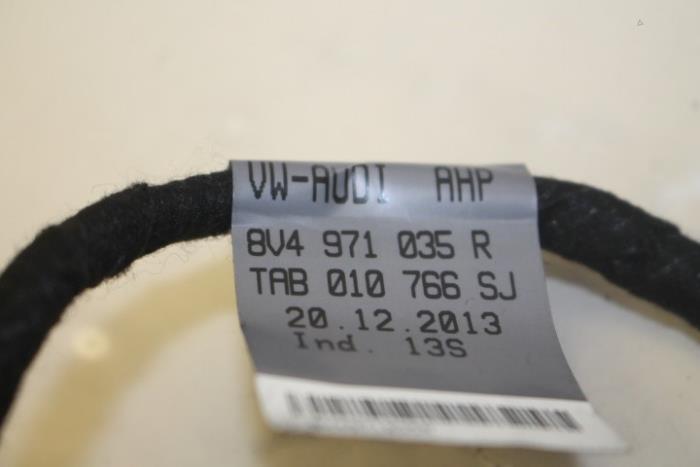 VW-AUDI AHP
8V4 971 035 R
TAB 010 766 SJ
20.12.2013
Ind. 13S